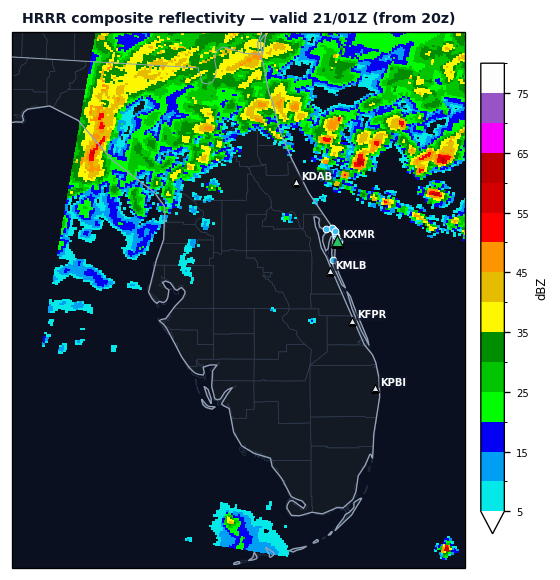 HRRR composite reflectivity — valid 21/01Z (from 20z)
KDAB
KXMR
KMLB
KFPR
KPBI
75
65
55
45
35
25
15
5
dBZ